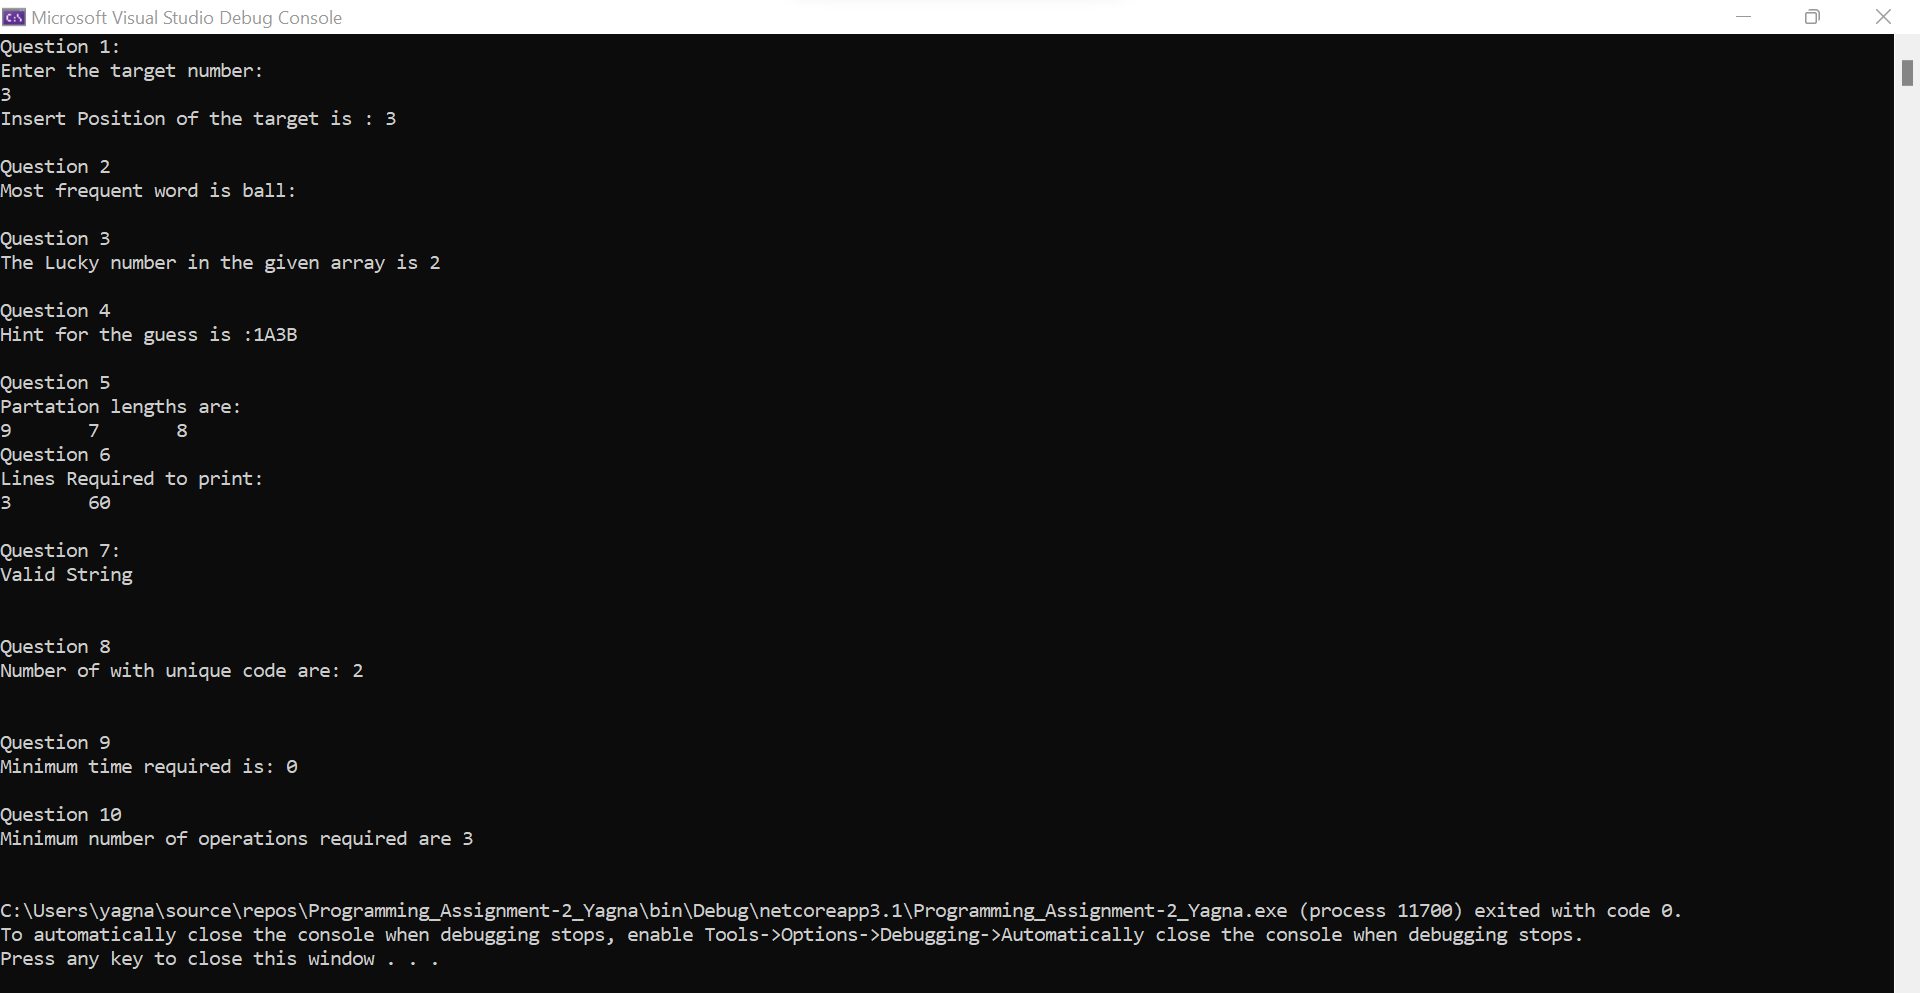 Microsoft Visual Studio Debug Console
Question 1:
Enter the target number:
3
Insert Position of the target is : 3
Question 2
Most frequent word is ball:
Question 3
The Lucky number in the given array is 2
Question 4
Hint for the guess is :1A3B
Question 5
Partation lengths are:
9 7 8
Question 6
Lines Required to print:
3 60
Question 7:
Valid String
Question 8
Number of with unique code are: 2
Question 9
Minimum time required is: 0
Question 10
Minimum number of operations required are 3
C:\Users\yagna\source\repos\Programming_Assignment-2_Yagna\bin\Debug\netcoreapp3.1\Programming_Assignment-2_Yagna.exe (process 11700) exited with code 0.
To automatically close the console when debugging stops, enable Tools->Options->Debugging->Automatically close the console when debugging stops.
Press any key to close this window . . .